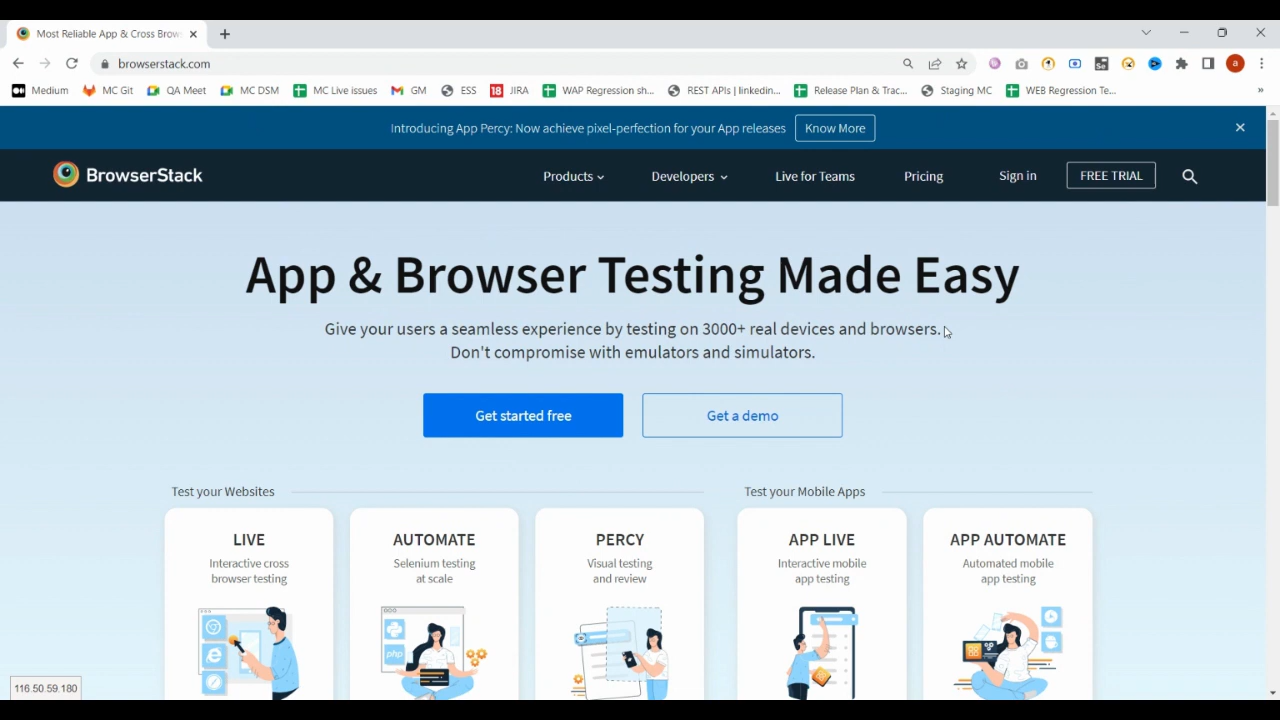 Most Reliable App & Cross Brow
browserstack.com
Medium MC Git QA Meet MC DSM MC Live issues GM ESS 18 JIRA WAP Regression sh... REST APIs | linkedin... Release Plan & Trac... Staging MC WEB Regression Te... »
Introducing App Percy: Now achieve pixel-perfection for your App releases Know More
BrowserStack Products Developers Live for Teams Pricing Sign in FREE TRIAL
App & Browser Testing Made Easy
Give your users a seamless experience by testing on 3000+ real devices and browsers.
Don't compromise with emulators and simulators.
Get started free Get a demo
Test your Websites Test your Mobile Apps
LIVE AUTOMATE PERCY APP LIVE APP AUTOMATE
Interactive cross Selenium testing Visual testing Interactive mobile Automated mobile
browser testing at scale and review app testing app testing
php
116.50.59.180